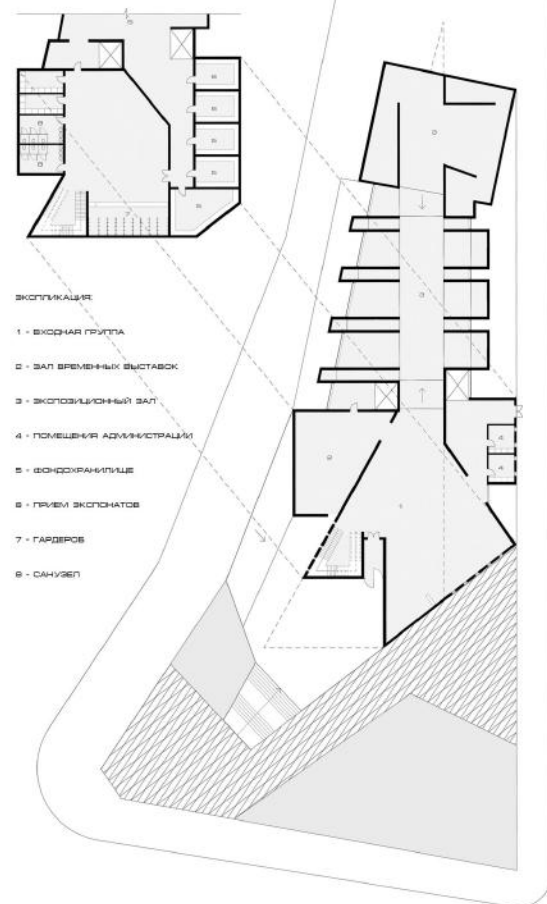 ЭКСПЛИКАЦИЯ:
1 - ВХОДНАЯ ГРУППА
2 - ЗАЛ ВРЕМЕННЫХ ВЫСТАВОК
3 - ЭКСПОЗИЦИОННЫЙ ЗАЛ
4 - ПОМЕЩЕНИЯ АДМИНИСТРАЦИИ
5 - ФОНДОХРАНИЛИЩЕ
6 - ПРИЕМ ЭКСПОНАТОВ
7 - ГАРДЕРОБ
8 - САНУЗЕЛ